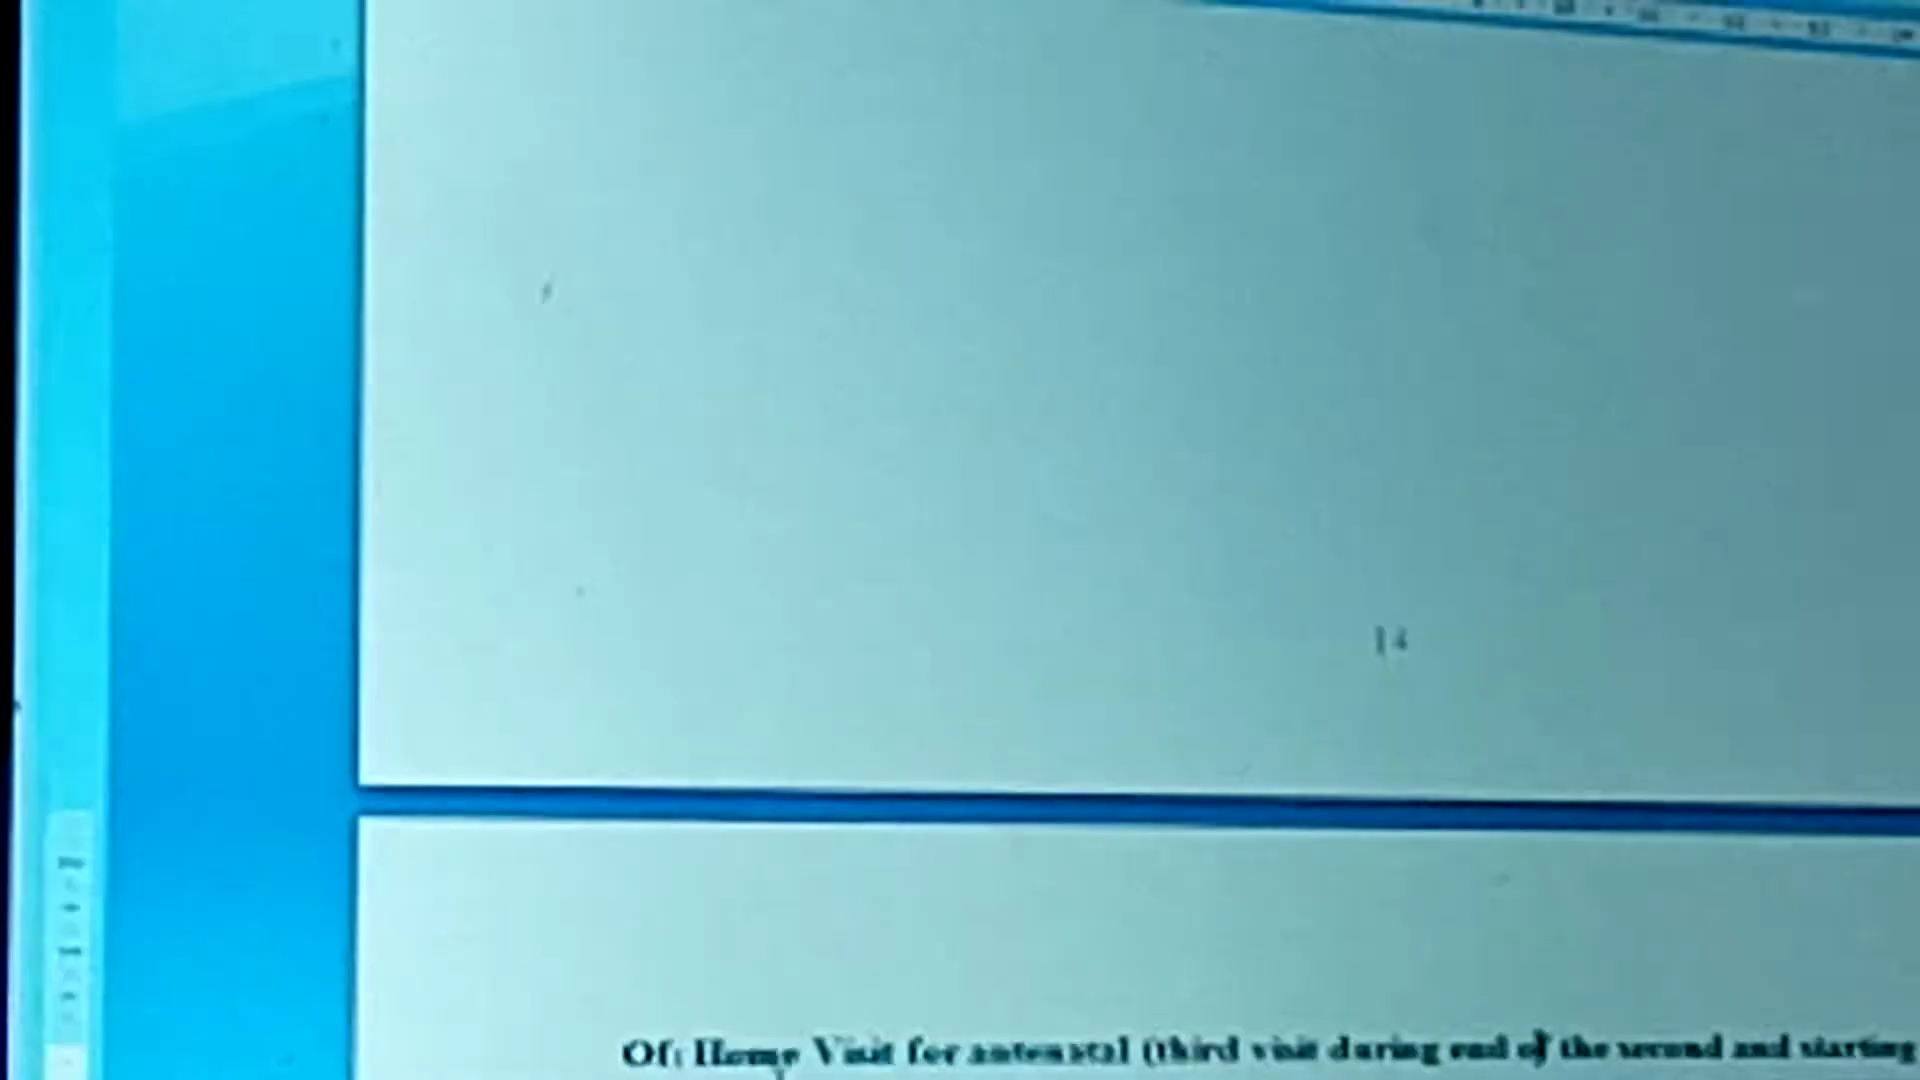 14
Of: Home Visit for antenatal (third visit during end of the second and starting